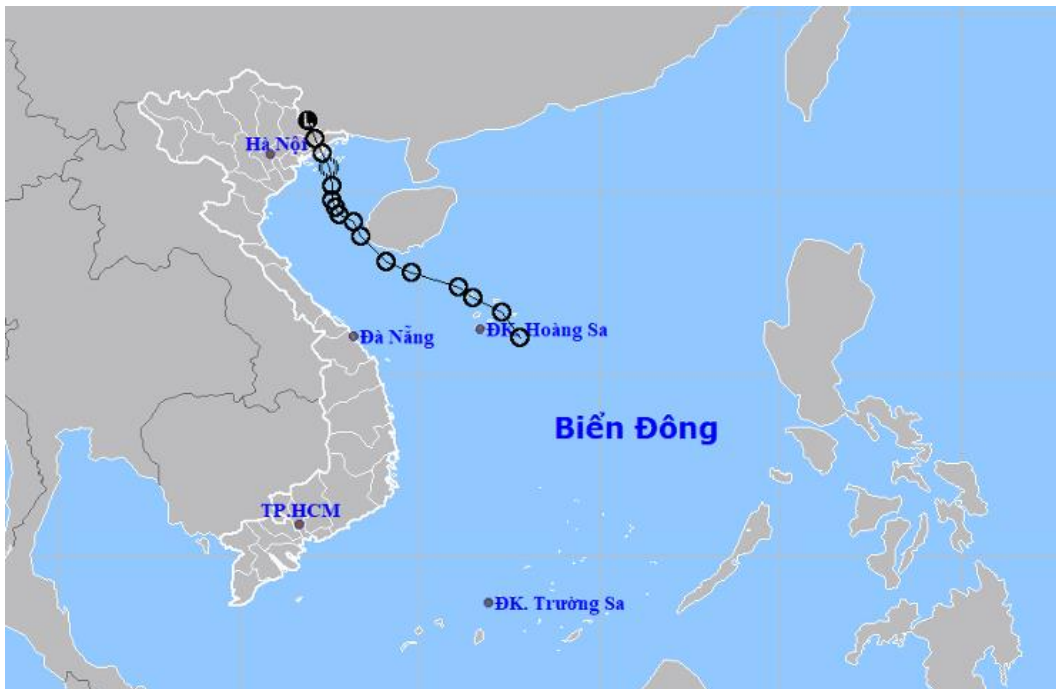 L
Hà Nội
ĐK. Hoàng Sa
Đà Nẵng
Biển Đông
TP.HCM
ĐK. Trường Sa